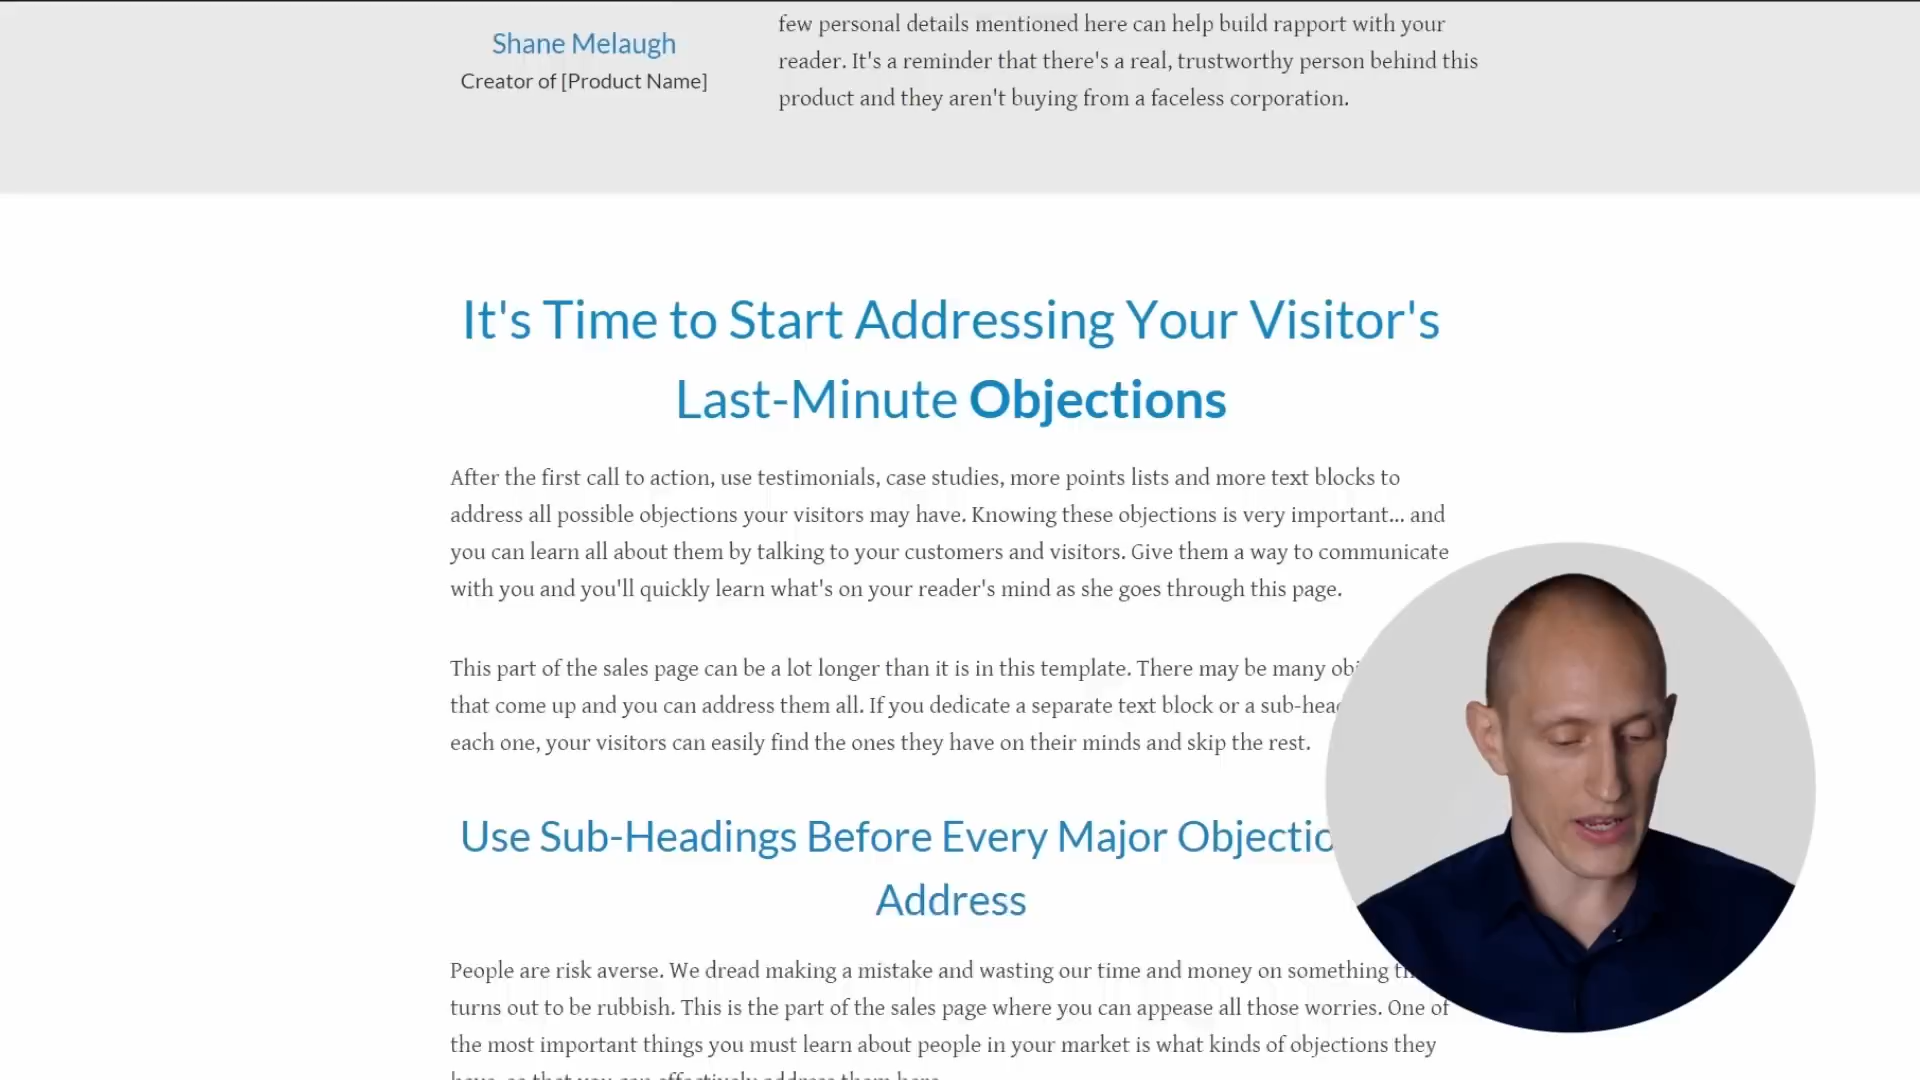 few personal details mentioned here can help build rapport with your
Shane Melaugh
reader. It's a reminder that there's a real, trustworthy person behind this
Creator of [Product Name]
product and they aren't buying from a faceless corporation.
It's Time to Start Addressing Your Visitor's
Last-Minute Objections
After the first call to action, use testimonials, case studies, more points lists and more text blocks to
address all possible objections your visitors may have. Knowing these objections is very important... and
you can learn all about them by talking to your customers and visitors. Give them a way to communicate
with you and you'll quickly learn what's on your reader's mind as she goes through this page.
This part of the sales page can be a lot longer than it is in this template. There may be many
that come up and you can address them all. If you dedicate a separate text block or a
each one, your visitors can easily find the ones they have on their minds and skip the rest.
Use Sub-Headings Before Every Major
Address
People are risk averse. We dread making a mistake and wasting our time and money on something
turns out to be rubbish. This is the part of the sales page where you can appease all those worries. One of
the most important things you must learn about people in your market is what kinds of objections they